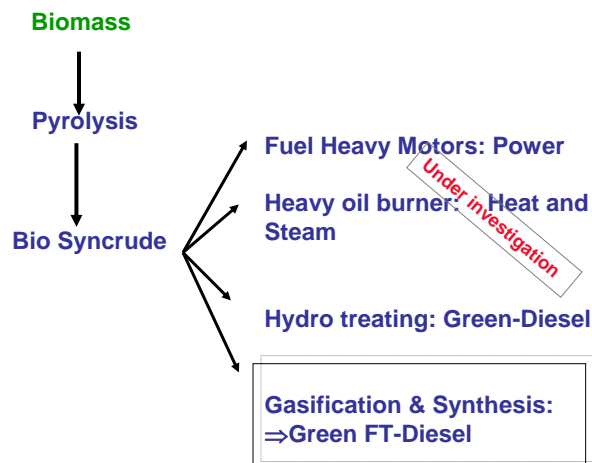 Biomass
Pyrolysis
Bio Syncrude
Fuel Heavy Motors: Power
Heavy oil burner: Heat and
Steam
Under investigation
Hydro treating: Green-Diesel
Gasification & Synthesis:
⇒Green FT-Diesel